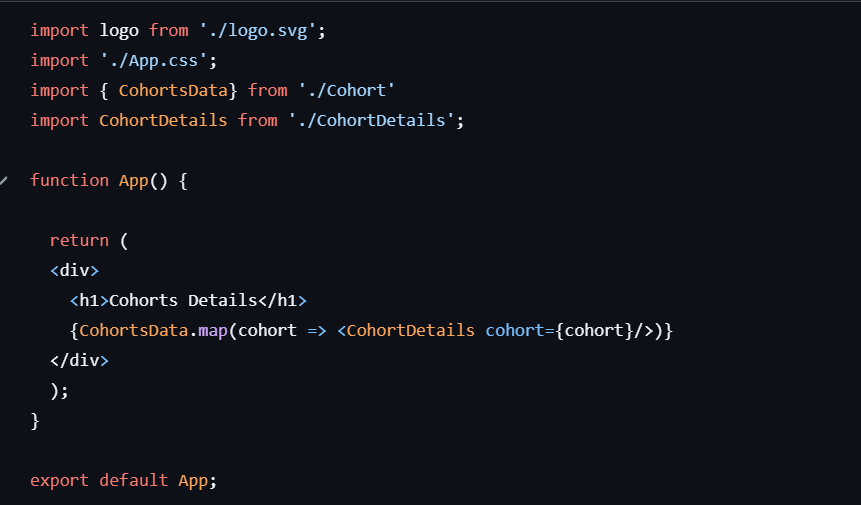 import logo from './logo.svg';
import './App.css';
import { CohortsData} from './Cohort'
import CohortDetails from './CohortDetails';
function App() {
return (
<div>
<h1>Cohorts Details</h1>
{CohortsData.map(cohort => <CohortDetails cohort={cohort}/>)}
</div>
);
}
export default App;